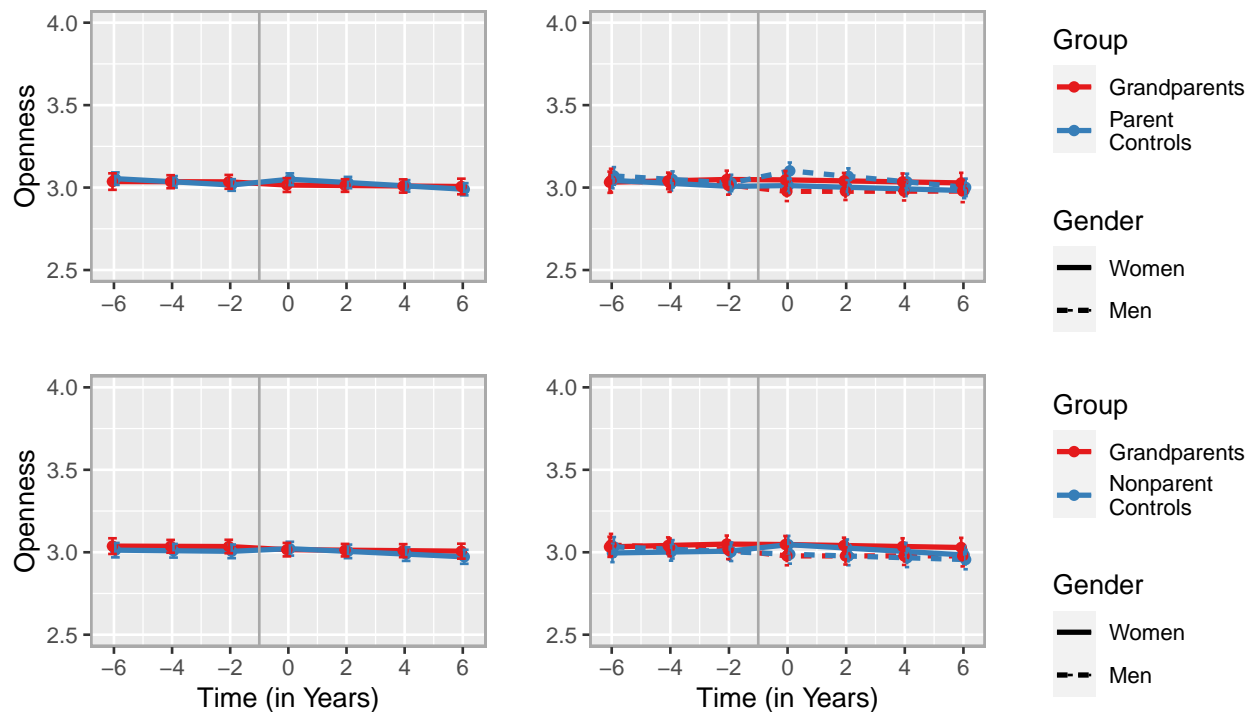 4.0
3.5
3.0
2.5
Openness
−6 −4 −2 0 2 4 6
4.0
3.5
3.0
2.5
−6 −4 −2 0 2 4 6
Group
Grandparents
Parent
Controls
Gender
Women
Men
4.0
3.5
3.0
2.5
Openness
−6 −4 −2 0 2 4 6
Time (in Years)
4.0
3.5
3.0
2.5
−6 −4 −2 0 2 4 6
Time (in Years)
Group
Grandparents
Nonparent
Controls
Gender
Women
Men